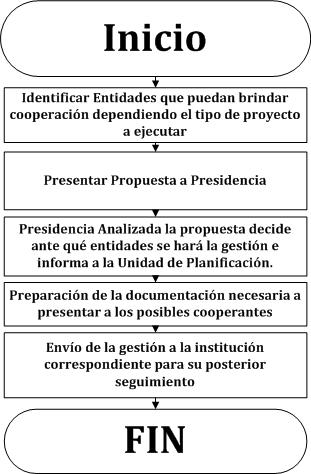 Inicio
Identificar Entidades que puedan brindar
cooperación dependiendo el tipo de proyecto
a ejecutar
Presentar Propuesta a Presidencia
Presidencia Analizada la propuesta decide
ante qué entidades se hará la gestión e
informa a la Unidad de Planificación.
Preparación de la documentación necesaria a
presentar a los posibles cooperantes
Envío de la gestión a la institución
correspondiente para su posterior
seguimiento
FIN